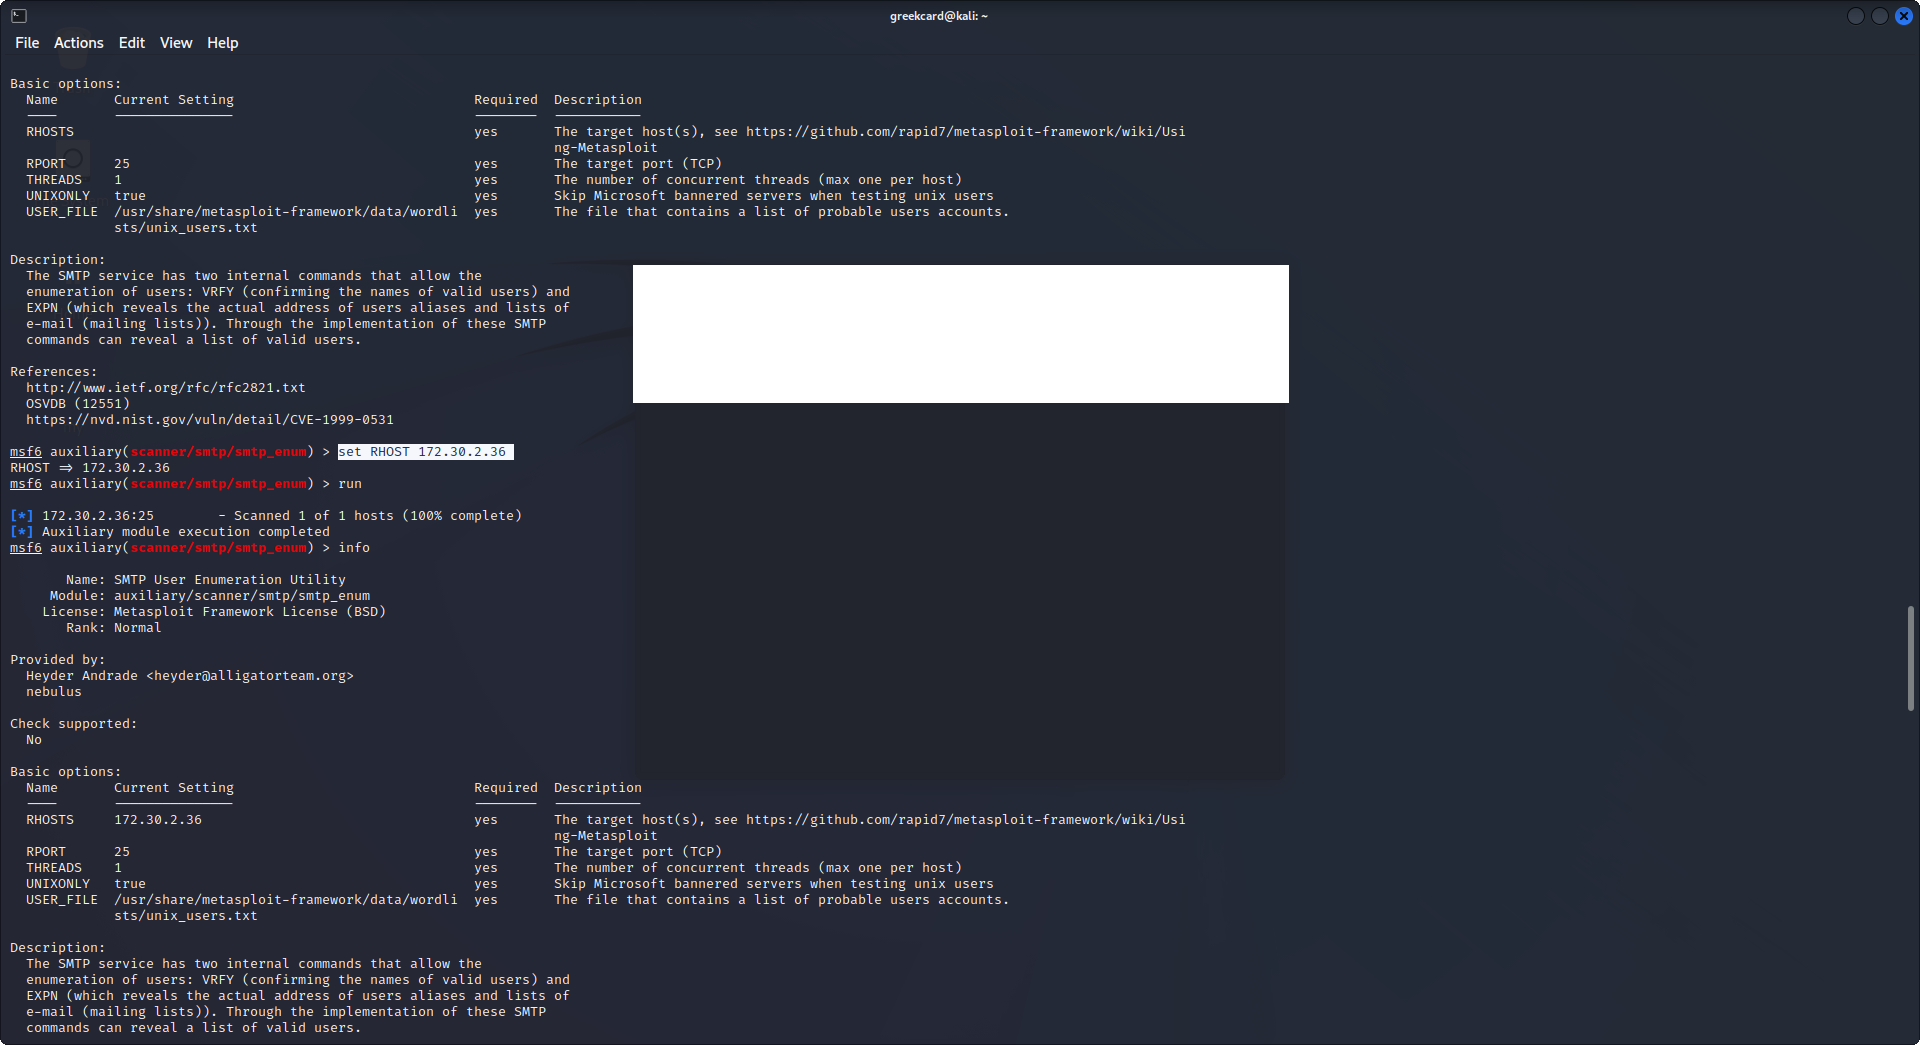 greekcard@kali: ~
File Actions Edit View Help
Basic options:
Name Current Setting Required Description
RHOSTS yes The target host(s), see https://github.com/rapid7/metasploit-framework/wiki/Usi
ng-Metasploit
RPORT 25 yes The target port (TCP)
THREADS 1 yes The number of concurrent threads (max one per host)
UNIXONLY true yes Skip Microsoft bannered servers when testing unix users
USER_FILE /usr/share/metasploit-framework/data/wordli yes The file that contains a list of probable users accounts.
sts/unix_users.txt
Description:
The SMTP service has two internal commands that allow the
enumeration of users: VRFY (confirming the names of valid users) and
EXPN (which reveals the actual address of users aliases and lists of
e-mail (mailing lists)). Through the implementation of these SMTP
commands can reveal a list of valid users.
References:
http://www.ietf.org/rfc/rfc2821.txt
OSVDB (12551)
https://nvd.nist.gov/vuln/detail/CVE-1999-0531
msf6 auxiliary(scanner/smtp/smtp_enum) > set RHOST 172.30.2.36
RHOST => 172.30.2.36
msf6 auxiliary(scanner/smtp/smtp_enum) > run
[*] 172.30.2.36:25 - Scanned 1 of 1 hosts (100% complete)
[*] Auxiliary module execution completed
msf6 auxiliary(scanner/smtp/smtp_enum) > info
Name: SMTP User Enumeration Utility
Module: auxiliary/scanner/smtp/smtp_enum
License: Metasploit Framework License (BSD)
Rank: Normal
Provided by:
Heyder Andrade <heyder@alligatorteam.org>
nebulus
Check supported:
No
Basic options:
Name Current Setting Required Description
RHOSTS 172.30.2.36 yes The target host(s), see https://github.com/rapid7/metasploit-framework/wiki/Usi
ng-Metasploit
RPORT 25 yes The target port (TCP)
THREADS 1 yes The number of concurrent threads (max one per host)
UNIXONLY true yes Skip Microsoft bannered servers when testing unix users
USER_FILE /usr/share/metasploit-framework/data/wordli yes The file that contains a list of probable users accounts.
sts/unix_users.txt
Description:
The SMTP service has two internal commands that allow the
enumeration of users: VRFY (confirming the names of valid users) and
EXPN (which reveals the actual address of users aliases and lists of
e-mail (mailing lists)). Through the implementation of these SMTP
commands can reveal a list of valid users.